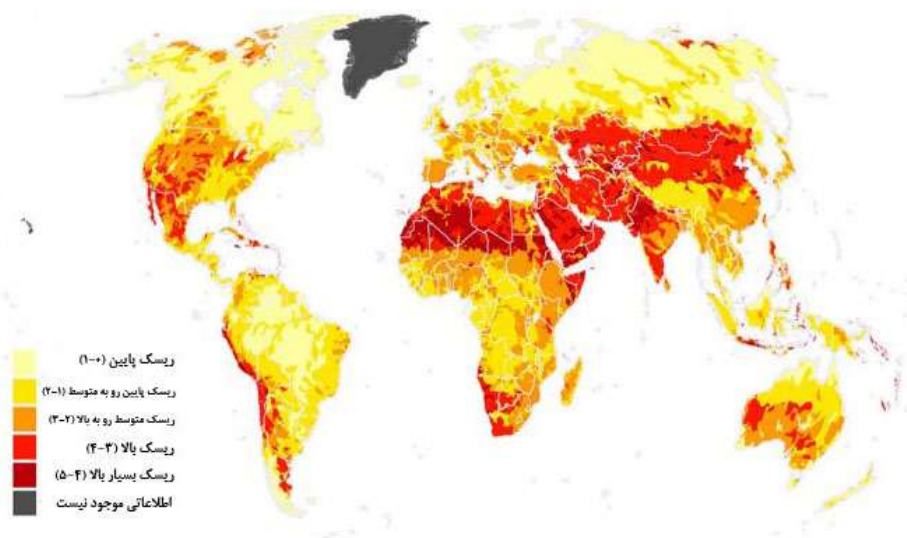 ریسک پایین (۰-۱)
ریسک پایین رو به متوسط (۱-۲)
ریسک متوسط رو به بالا (۲-۳)
ریسک بالا (۳-۴)
ریسک بسیار بالا (۴-۵)
اطلاعاتی موجود نیست